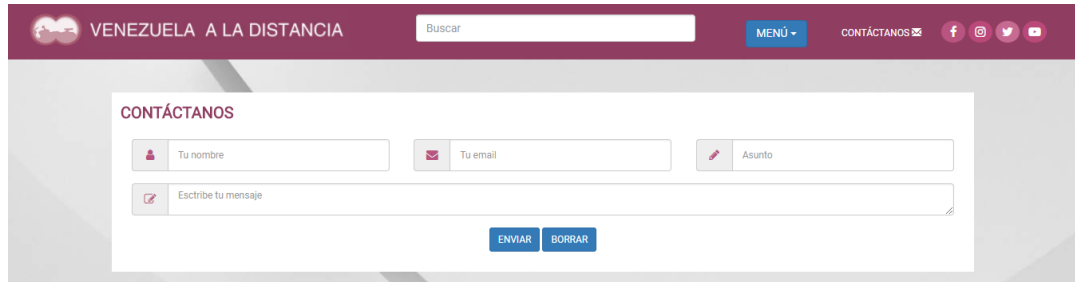 VENEZUELA A LA DISTANCIA
Buscar
MENÚ
CONTÁCTANOS
CONTÁCTANOS
Tu nombre
Tu email
Asunto
Esctribe tu mensaje
ENVIAR
BORRAR